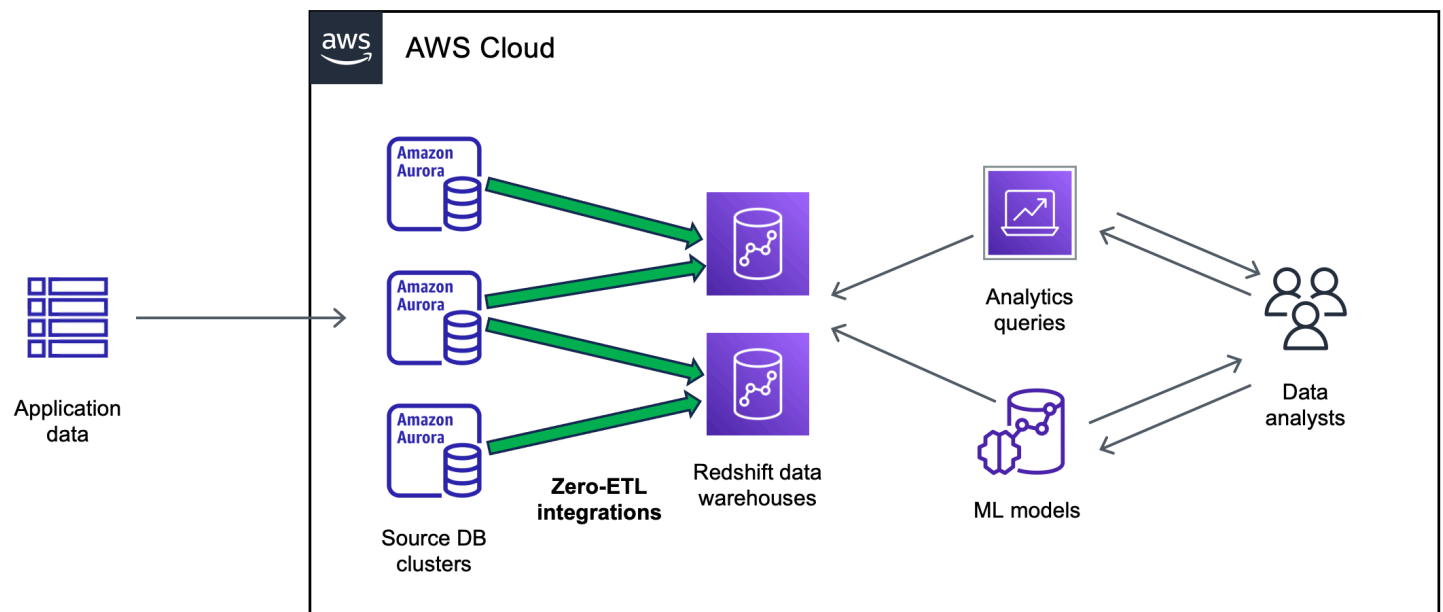 aws
AWS Cloud
Amazon
Aurora
Amazon
Aurora
Amazon
Aurora
Application
data
Source DB
clusters
Zero-ETL
integrations
Redshift data
warehouses
Analytics
queries
ML models
Data
analysts